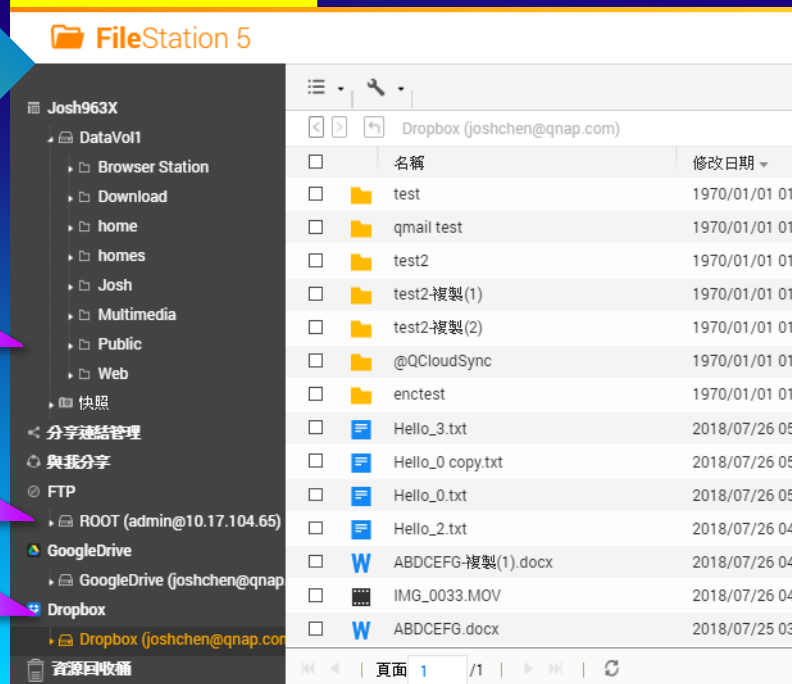 FileStation 5
Josh963X
DataVol1
Browser Station
Download
home
homes
Josh
Multimedia
Public
Web
快照
分享連結管理
與我分享
FTP
ROOT (admin@10.17.104.65)
GoogleDrive
GoogleDrive (joshchen@qnap.
Dropbox
Dropbox (joshchen@qnap.con
資源回收桶
Dropbox (joshchen@qnap.com)
名稱 修改日期
test 1970/01/01 01
qmail test 1970/01/01 01
test2 1970/01/01 01
test2-複製(1) 1970/01/01 01
test2-複製(2) 1970/01/01 01
@QCloudSync 1970/01/01 01
enctest 1970/01/01 01
Hello_3.txt 2018/07/26 05
Hello_0 copy.txt 2018/07/26 05
Hello_0.txt 2018/07/26 05
Hello_2.txt 2018/07/26 04
ABDCEFG-複製(1).docx 2018/07/26 04
IMG_0033.MOV 2018/07/26 04
ABDCEFG.docx 2018/07/25 03
頁面 1 /1